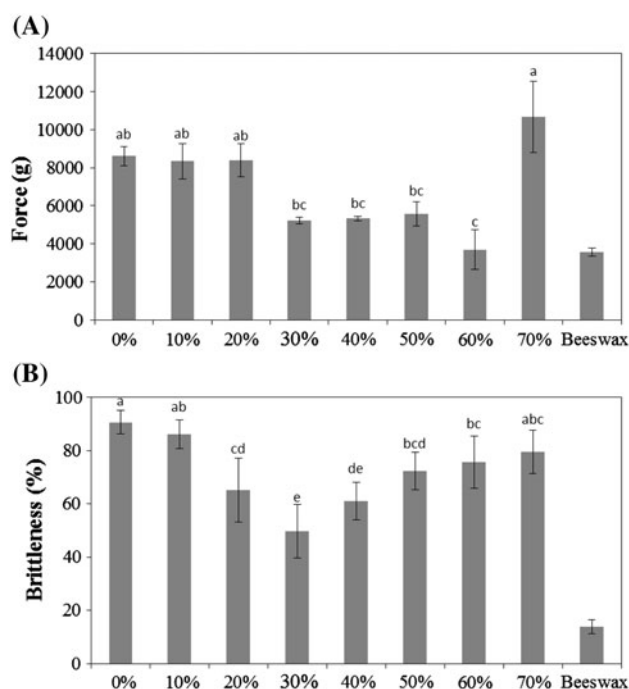 (A)
14000
12000
10000
8000
6000
4000
2000
0
Force (g)
ab ab ab bc bc bc c a
0% 10% 20% 30% 40% 50% 60% 70% Beeswax
(B)
100
80
60
40
20
0
Brittleness (%)
a ab cd e de bcd bc abc
0% 10% 20% 30% 40% 50% 60% 70% Beeswax